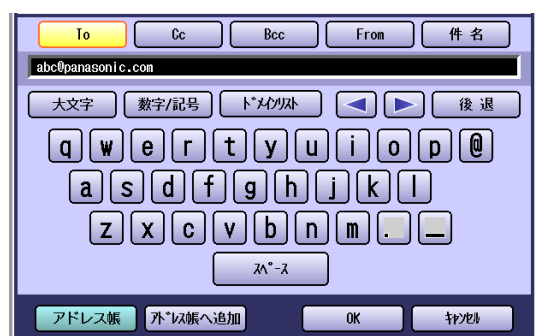 To Cc Bcc From 件 名
abc@panasonic.com
大文字 数字/記号 ﾄﾞﾒｲﾝﾘｽﾄ 後 退
q w e r t y u i o p @
a s d f g h j k l
z x c v b n m . _
ｽﾍﾟｰｽ
アドレス帳 ｱﾄﾞﾚｽ帳へ追加 OK ｷｬﾝｾﾙ